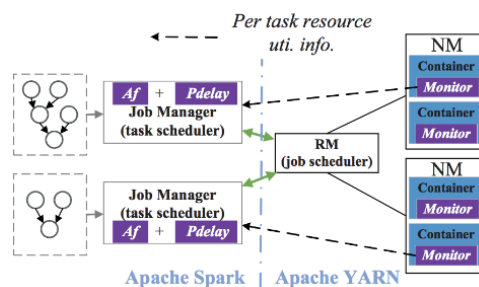 Per task resource
uti. info.
NM
Container
Monitor
Container
Monitor
Af + Pdelay
Job Manager
(task scheduler)
RM
(job scheduler)
NM
Container
Monitor
Container
Monitor
Job Manager
(task scheduler)
Af + Pdelay
Apache Spark
Apache YARN